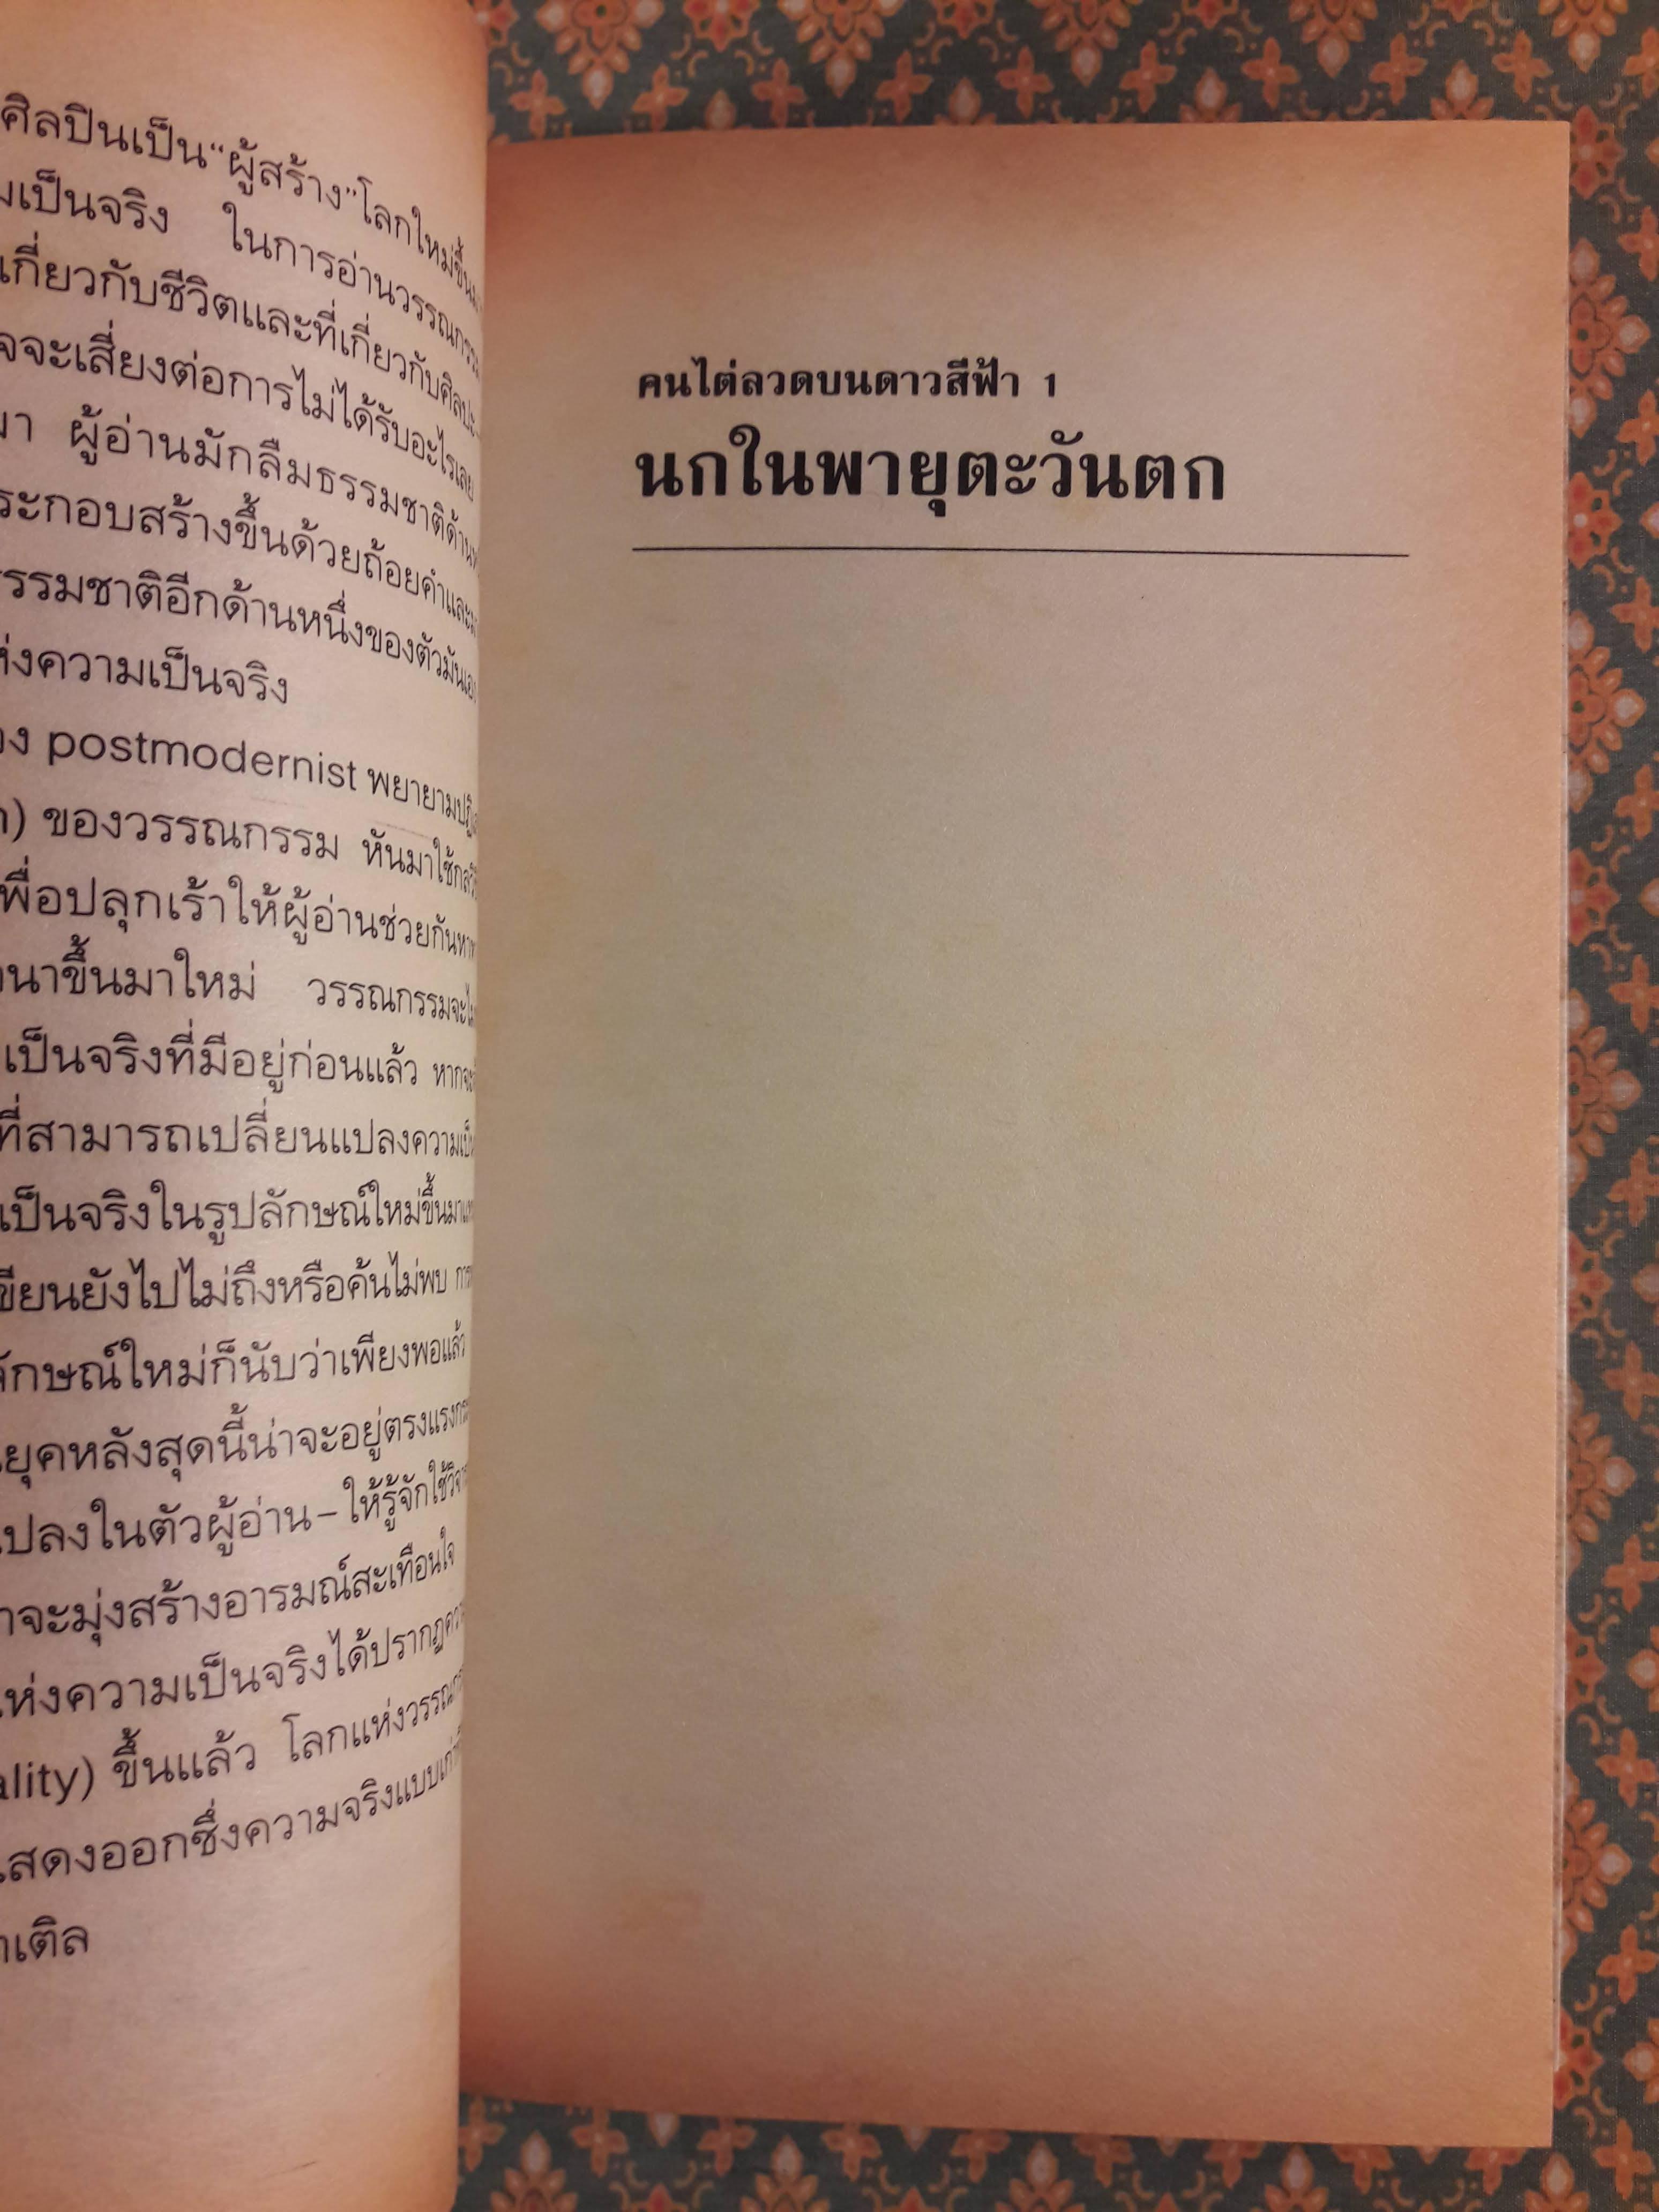 ศิลปินเป็น“ผู้สร้าง”โลกใหม่ขึ้น
เป็นจริง ในการอ่านวรรณกรรม
เกี่ยวกับชีวิตและที่เกี่ยวกับศิลปะ
จะเสี่ยงต่อการไม่ได้รับอะไรเลย
มา ผู้อ่านมักลืมธรรมชาติด้าน
ระกอบสร้างขึ้นด้วยถ้อยคำและ
รรมชาติอีกด้านหนึ่งของตัวมันเอง
ห่งความเป็นจริง
ง postmodernist พยายาม
) ของวรรณกรรม หันมาใช้
พื่อปลุกเร้าให้ผู้อ่านช่วยกัน
นาขึ้นมาใหม่ วรรณกรรมจะ
เป็นจริงที่มีอยู่ก่อนแล้ว หากจะ
ที่สามารถเปลี่ยนแปลงความ
เป็นจริงในรูปลักษณ์ใหม่ขึ้นมา
ขียนยังไปไม่ถึงหรือค้นไม่พบ การ
ลักษณ์ใหม่ก็นับว่าเพียงพอแล้ว
ยุคหลังสุดนี้น่าจะอยู่ตรงแรง
ปลงในตัวผู้อ่าน–ให้รู้จักใช้
จะมุ่งสร้างอารมณ์สะเทือนใจ
ห่งความเป็นจริงได้ปรากฏ
ality) ขึ้นแล้ว โลกแห่งวรรณ
สดงออกซึ่งความจริงแบบเก่า
เติล
คนไต่ลวดบนดาวสีฟ้า 1
นกในพายุตะวันตก